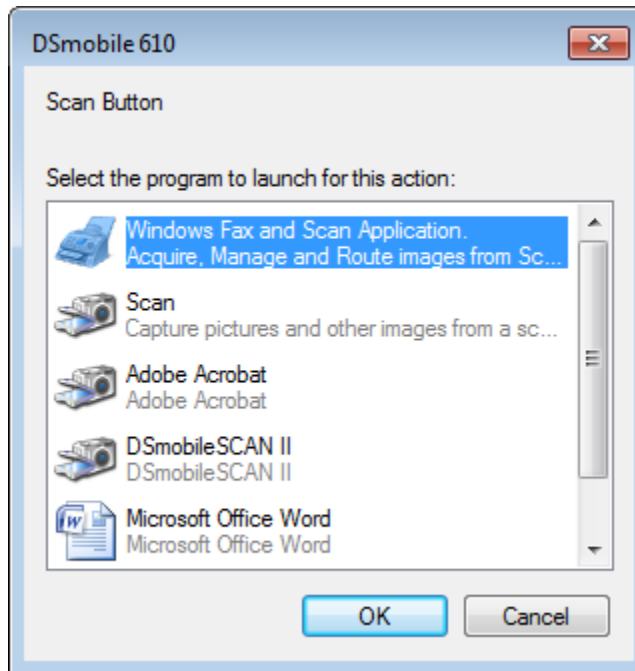 DSmobile 610
Scan Button
Select the program to launch for this action:
Windows Fax and Scan Application.
Acquire, Manage and Route images from Sc...
Scan
Capture pictures and other images from a sc...
Adobe Acrobat
Adobe Acrobat
DSmobileSCAN II
DSmobileSCAN II
Microsoft Office Word
Microsoft Office Word
OK Cancel